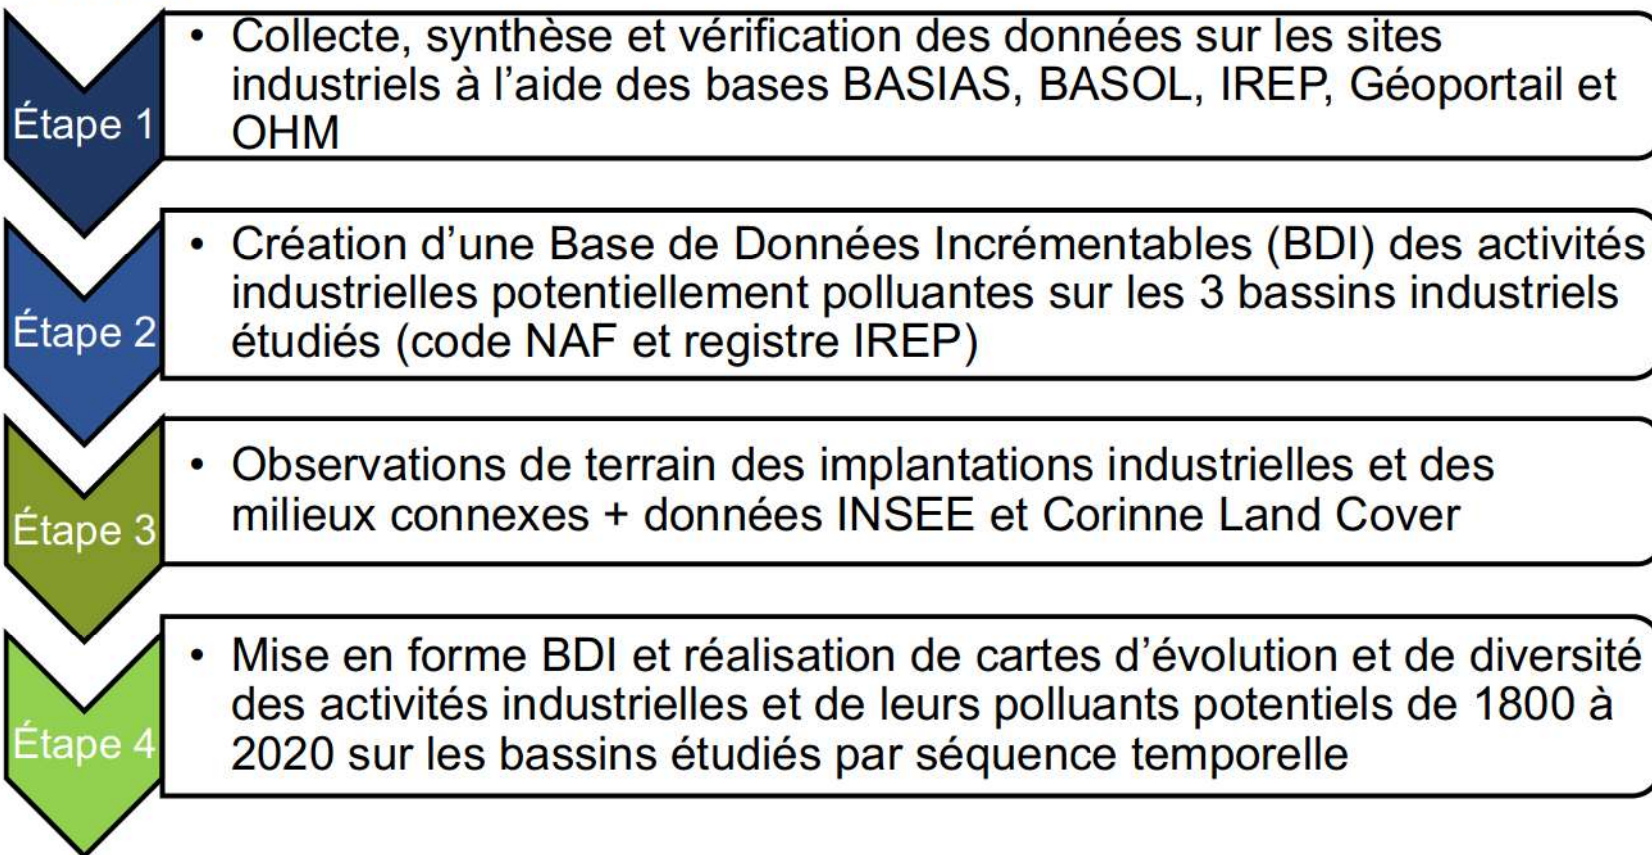 Étape 1
• Collecte, synthèse et vérification des données sur les sites
industriels à l’aide des bases BASIAS, BASOL, IREP, Géoportail et
OHM
Étape 2
• Création d’une Base de Données Incrémentables (BDI) des activités
industrielles potentiellement polluantes sur les 3 bassins industriels
étudiés (code NAF et registre IREP)
Étape 3
• Observations de terrain des implantations industrielles et des
milieux connexes + données INSEE et Corinne Land Cover
Étape 4
• Mise en forme BDI et réalisation de cartes d’évolution et de diversité
des activités industrielles et de leurs polluants potentiels de 1800 à
2020 sur les bassins étudiés par séquence temporelle